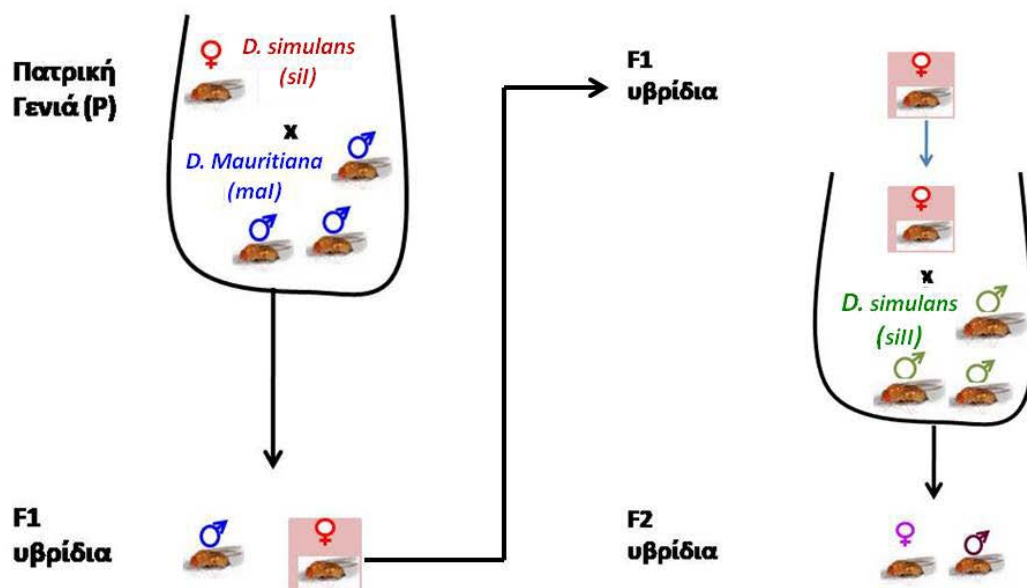 Πατρική
Γενιά (P)
D. simulans
(siI)
x
D. Mauritiana
(maI)
F1
υβρίδια
F1
υβρίδια
x
D. simulans
(siII)
F2
υβρίδια